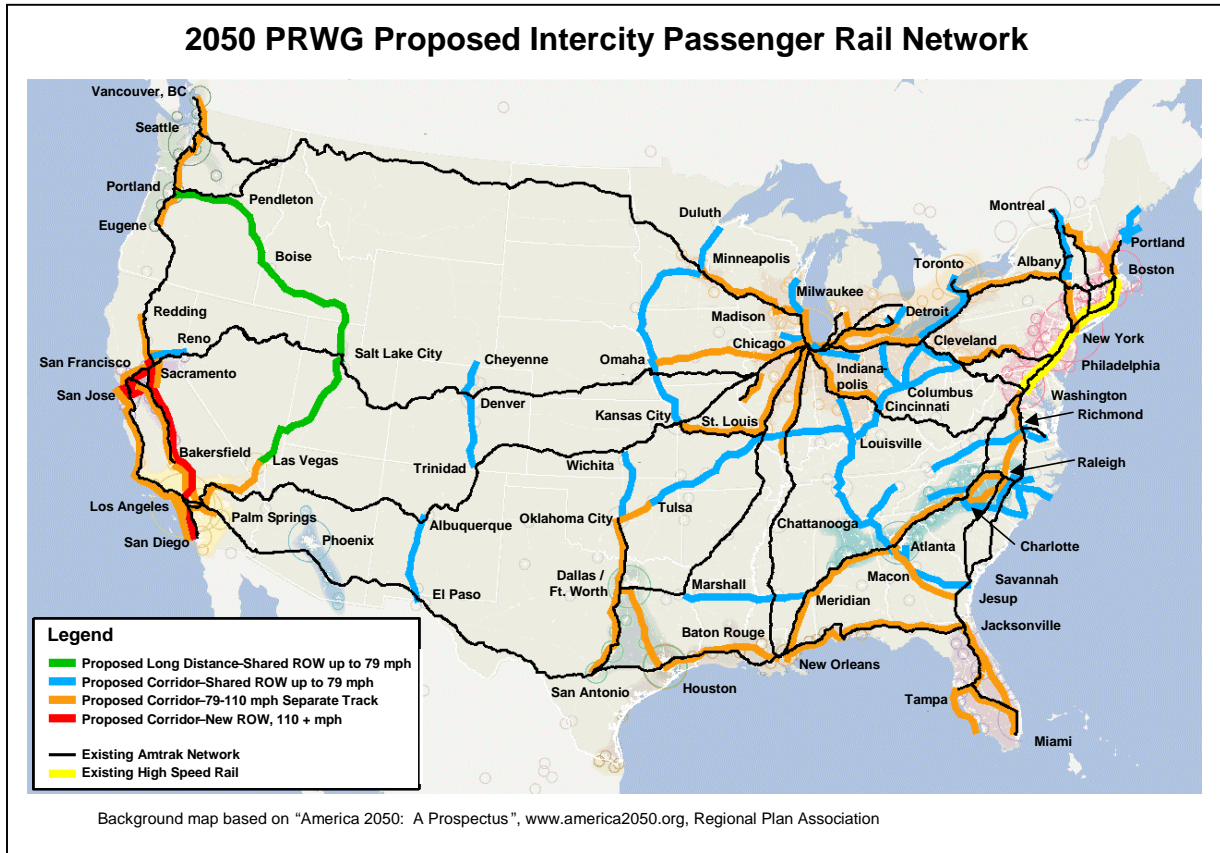 2050 PRWG Proposed Intercity Passenger Rail Network
Vancouver, BC
Seattle
Portland
Pendleton
Eugene
Boise
Redding
Reno
San Francisco
Sacramento
San Jose
Salt Lake City
Bakersfield
Las Vegas
Los Angeles
Palm Springs
San Diego
Phoenix
Cheyenne
Denver
Trinidad
Albuquerque
El Paso
Duluth
Minneapolis
Milwaukee
Madison
Chicago
Omaha
Kansas City
St. Louis
Wichita
Oklahoma City
Tulsa
Dallas /
Ft. Worth
San Antonio
Houston
Marshall
Baton Rouge
New Orleans
Meridian
Montreal
Toronto
Albany
Portland
Boston
Detroit
Cleveland
New York
Philadelphia
Indiana-
polis
Columbus
Cincinnati
Washington
Richmond
Louisville
Raleigh
Chattanooga
Atlanta
Charlotte
Macon
Savannah
Jesup
Jacksonville
Tampa
Miami
Legend
Proposed Long Distance–Shared ROW up to 79 mph
Proposed Corridor–Shared ROW up to 79 mph
Proposed Corridor–79-110 mph Separate Track
Proposed Corridor–New ROW, 110 + mph
Existing Amtrak Network
Existing High Speed Rail
Background map based on “America 2050: A Prospectus”, www.america2050.org, Regional Plan Association